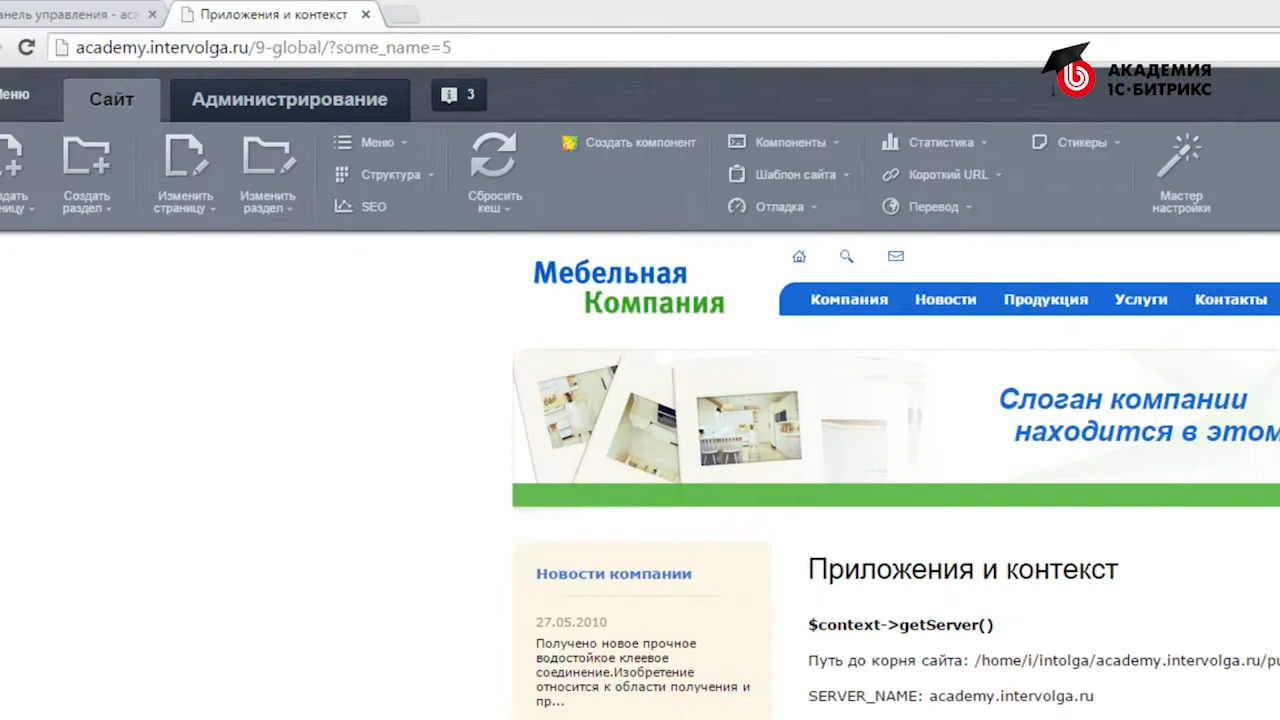 анель управления - ака
Приложения и контекст
academy.intervolga.ru/9-global/?some_name=5
АКАДЕМИЯ
1С·БИТРИКС
Меню
Сайт
Администрирование
3
Создать
раздел
Изменить
страницу
Изменить
раздел
Меню
Структура
SEO
Сбросить
кеш
Создать компонент
Компоненты
Шаблон сайта
Отладка
Статистика
Короткий URL
Перевод
Стикеры
Мастер
настройки
Мебельная
Компания
Компания Новости Продукция Услуги Контакты
Слоган компании
находится в этом
Новости компании
27.05.2010
Получено новое прочное
водостойкое клеевое
соединение.Изобретение
относится к области получения и
пр...
Приложения и контекст
$context->getServer()
Путь до корня сайта: /home/i/intolga/academy.intervolga.ru/pu
SERVER_NAME: academy.intervolga.ru